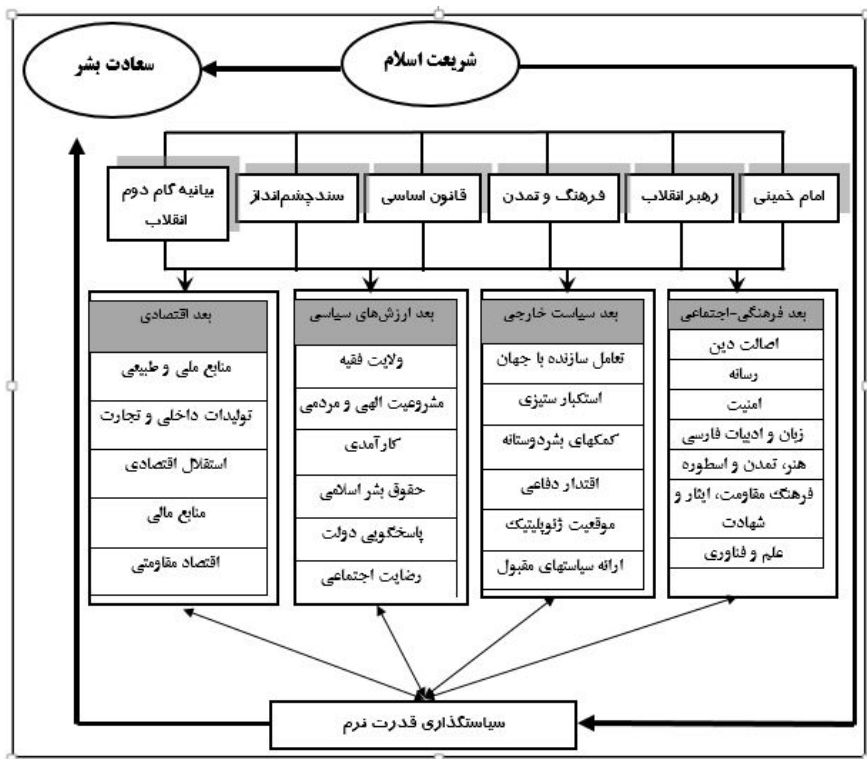 شریعت اسلام
سعادت بشر
امام خمینی
رهبر انقلاب
فرهنگ و تمدن
قانون اساسی
سندچشم‌انداز
بیانیه گام دوم
انقلاب
بعد فرهنگی-اجتماعی
اصالت دین
رسانه
امنیت
زبان و ادبیات فارسی
هنر، تمدن و اسطوره
فرهنگ مقاومت، ایثار و
شهادت
علم و فناوری
بعد سیاست خارجی
تعامل سازنده با جهان
استکبار ستیزی
کمکهای بشردوستانه
اقتدار دفاعی
موقعیت ژئوپلیتیک
ارائه سیاستهای مقبول
بعد ارزش‌های سیاسی
ولایت فقیه
مشروعیت الهی و مردمی
کارآمدی
حقوق بشر اسلامی
پاسخگویی دولت
رضایت اجتماعی
بعد اقتصادی
منابع ملی و طبیعی
تولیدات داخلی و تجارت
استقلال اقتصادی
منابع مالی
اقتصاد مقاومتی
سیاستگذاری قدرت نرم